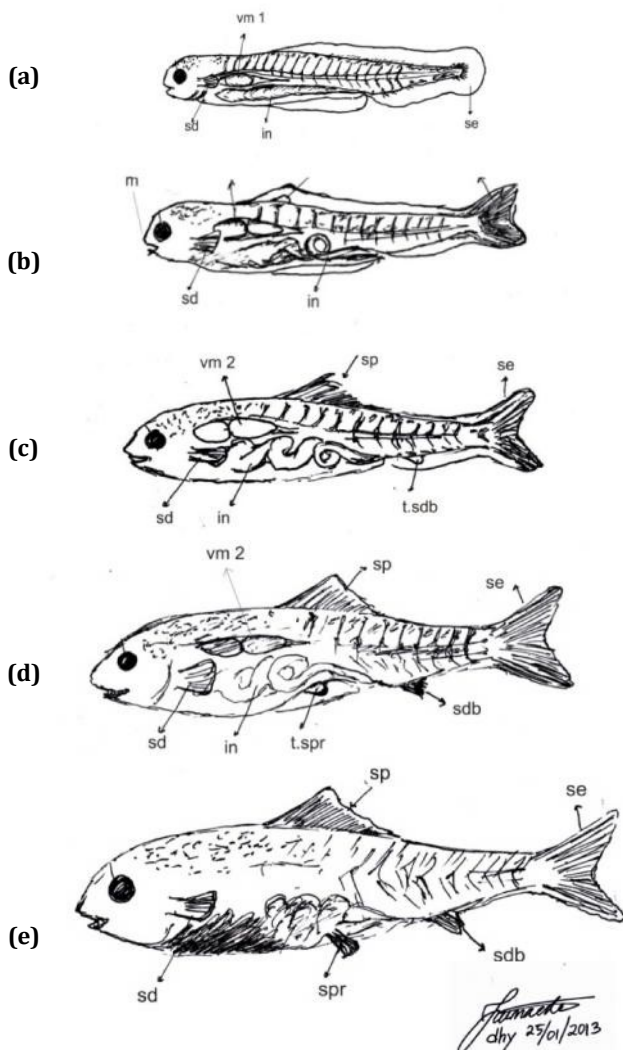 (a)
vm 1
sd
in
se
(b)
m
sd
in
(c)
vm 2
sp
se
sd
in
t.sdb
(d)
vm 2
sp
se
sd
in
t.spr
sdb
(e)
sp
se
sd
spr
sdb
dhy 25/01/2013